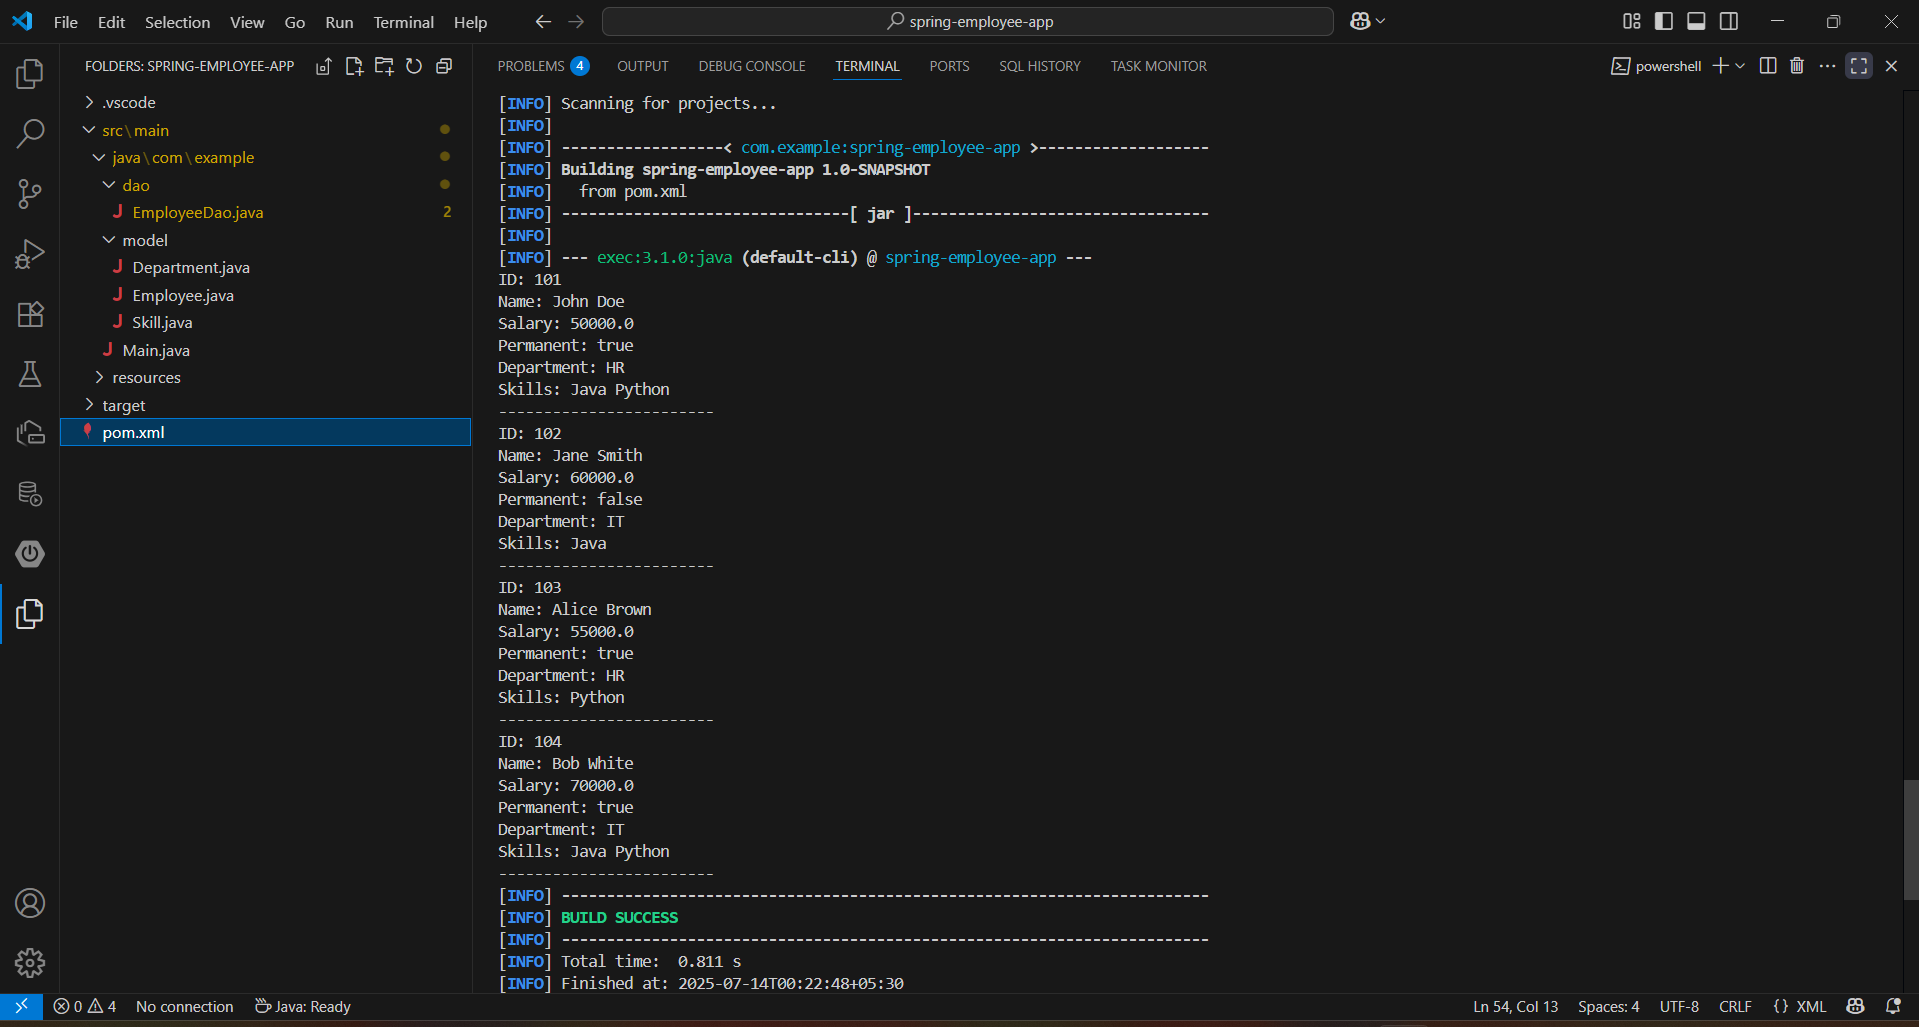 File Edit Selection View Go Run Terminal Help
spring-employee-app
FOLDERS: SPRING-EMPLOYEE-APP
.vscode
src\main
java\com\example
dao
EmployeeDao.java 2
model
Department.java
Employee.java
Skill.java
Main.java
resources
target
pom.xml
PROBLEMS 4 OUTPUT DEBUG CONSOLE TERMINAL PORTS SQL HISTORY TASK MONITOR
powershell
[INFO] Scanning for projects...
[INFO]
[INFO] -------------------< com.example:spring-employee-app >-------------------
[INFO] Building spring-employee-app 1.0-SNAPSHOT
[INFO]   from pom.xml
[INFO] --------------------------------[ jar ]---------------------------------
[INFO]
[INFO] --- exec:3.1.0:java (default-cli) @ spring-employee-app ---
ID: 101
Name: John Doe
Salary: 50000.0
Permanent: true
Department: HR
Skills: Java Python
------------------------
ID: 102
Name: Jane Smith
Salary: 60000.0
Permanent: false
Department: IT
Skills: Java
------------------------
ID: 103
Name: Alice Brown
Salary: 55000.0
Permanent: true
Department: HR
Skills: Python
------------------------
ID: 104
Name: Bob White
Salary: 70000.0
Permanent: true
Department: IT
Skills: Java Python
------------------------
[INFO] ------------------------------------------------------------------------
[INFO] BUILD SUCCESS
[INFO] ------------------------------------------------------------------------
[INFO] Total time:  0.811 s
[INFO] Finished at: 2025-07-14T00:22:48+05:30
0 4 No connection Java: Ready
Ln 54, Col 13 Spaces: 4 UTF-8 CRLF {} XML